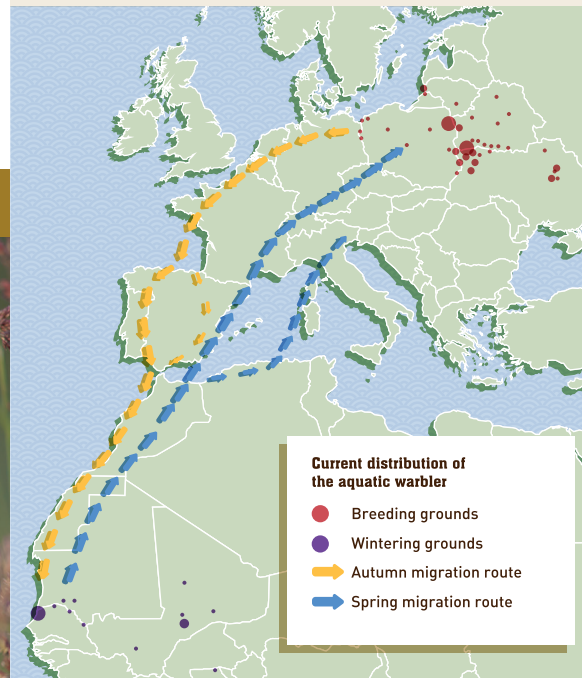 Current distribution of
the aquatic warbler
Breeding grounds
Wintering grounds
Autumn migration route
Spring migration route